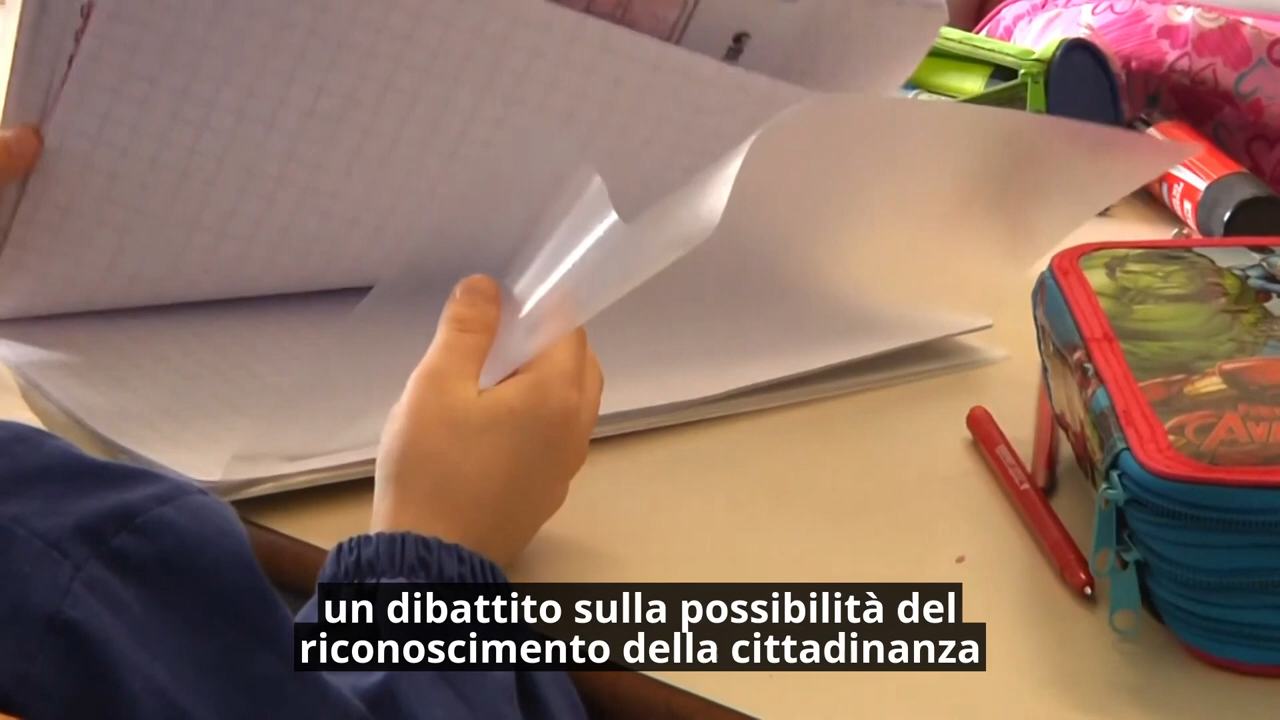 un dibattito sulla possibilità del
riconoscimento della cittadinanza